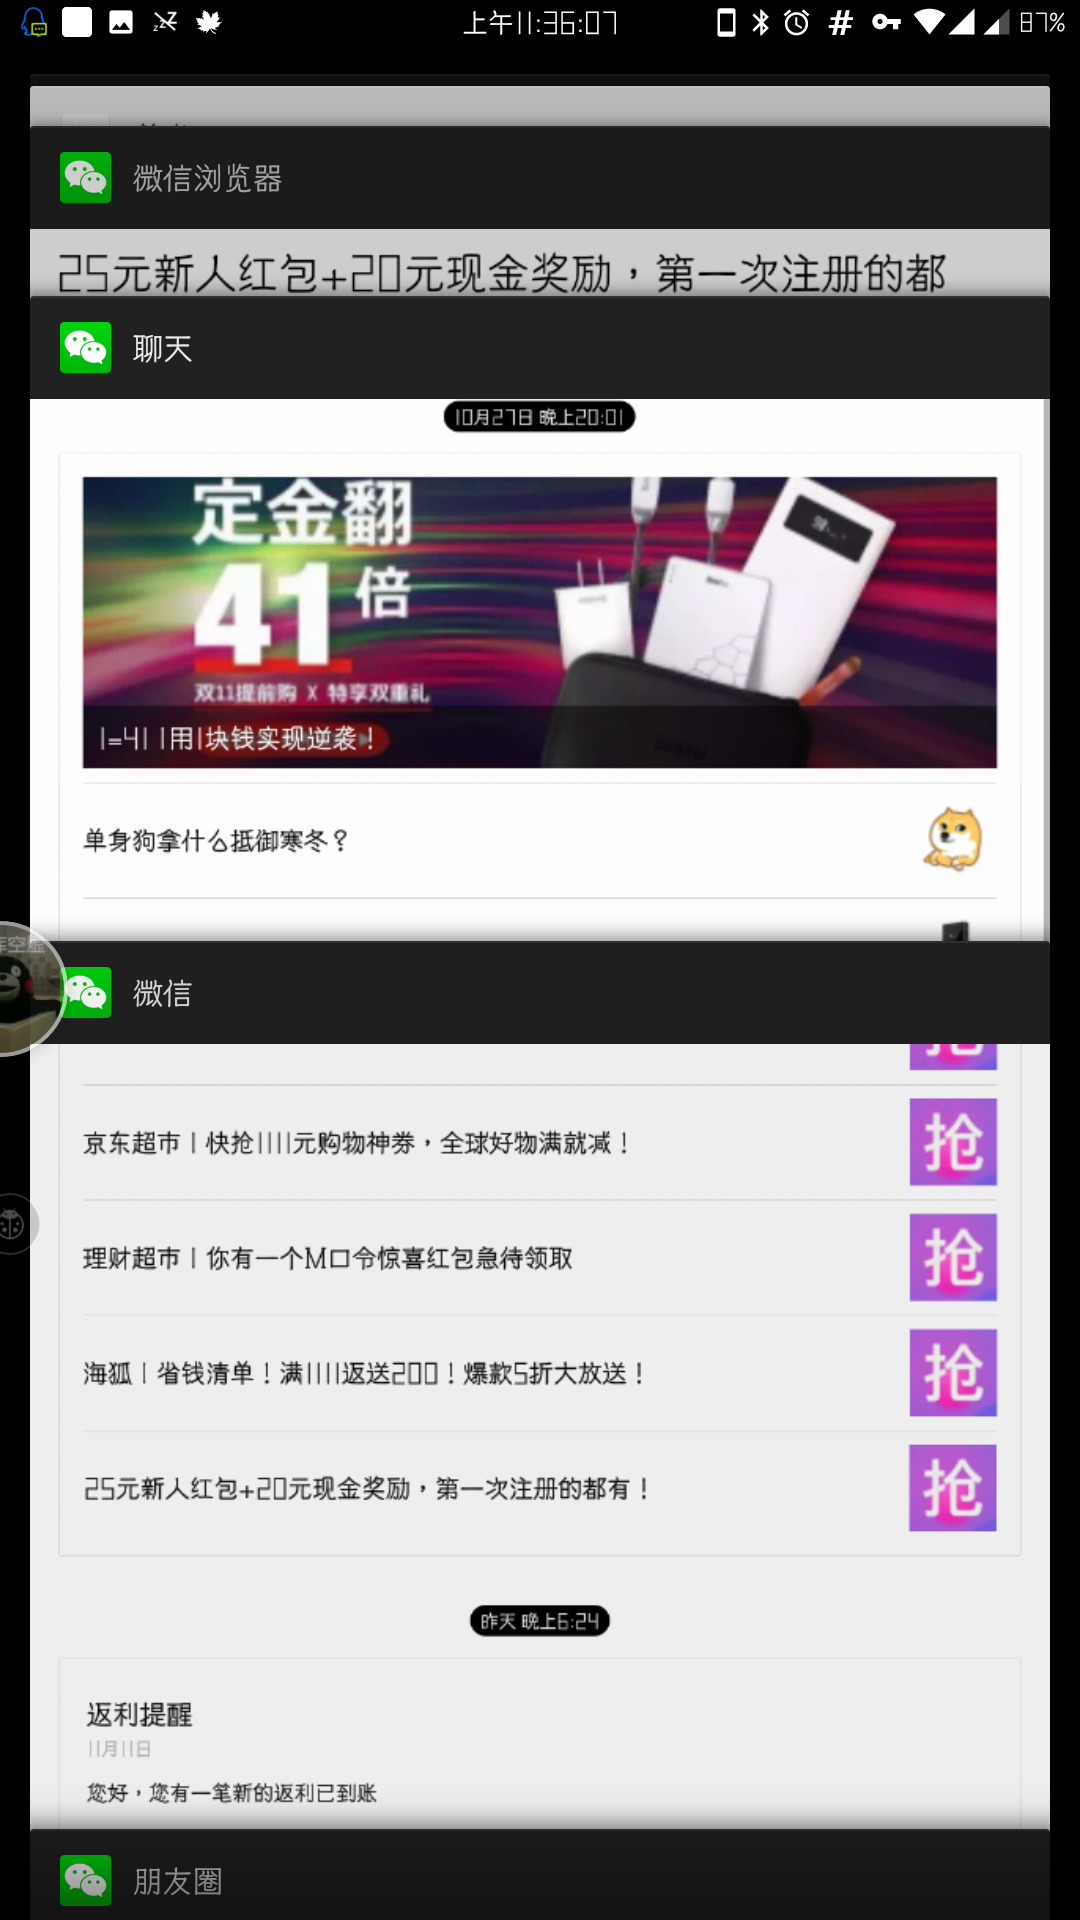 上午11:36:07
87%
微信浏览器
25元新人红包+20元现金奖励，第一次注册的都
聊天
10月27日 晚上20:01
定金翻
41倍
双11提前购 X 特享双重礼
1=41 1用1块钱实现逆袭！
单身狗拿什么抵御寒冬？
微信
京东超市丨快抢1111元购物神券，全球好物满就减！
抢
理财超市丨你有一个M口令惊喜红包急待领取
抢
海狐丨省钱清单！满1111返送200！爆款5折大放送！
抢
25元新人红包+20元现金奖励，第一次注册的都有！
抢
昨天 晚上6:24
返利提醒
11月11日
您好，您有一笔新的返利已到账
朋友圈